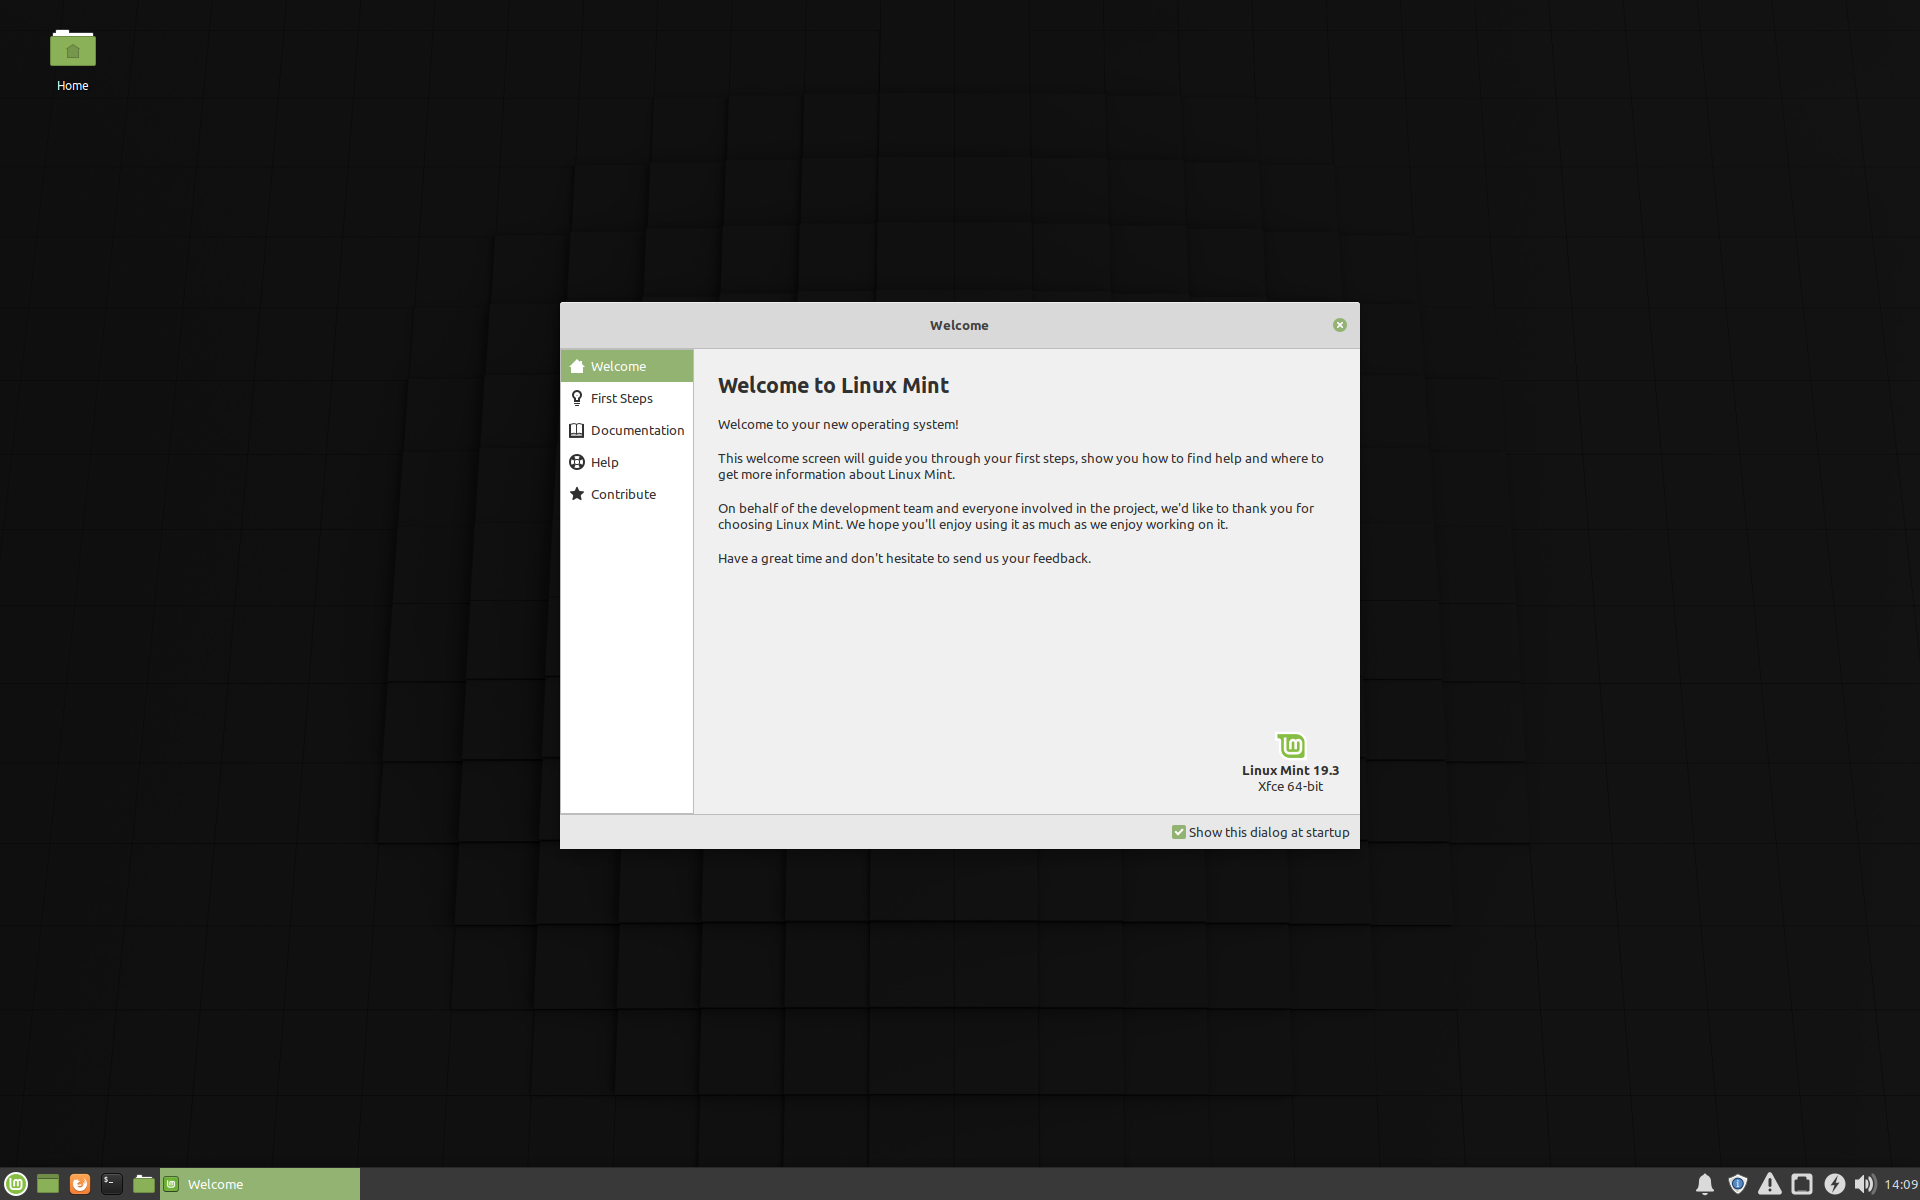 Home
Welcome
Welcome
First Steps
Documentation
Help
Contribute
Welcome to Linux Mint
Welcome to your new operating system!
This welcome screen will guide you through your first steps, show you how to find help and where to
get more information about Linux Mint.
On behalf of the development team and everyone involved in the project, we'd like to thank you for
choosing Linux Mint. We hope you'll enjoy using it as much as we enjoy working on it.
Have a great time and don't hesitate to send us your feedback.
Linux Mint 19.3
Xfce 64-bit
Show this dialog at startup
Welcome
14:09